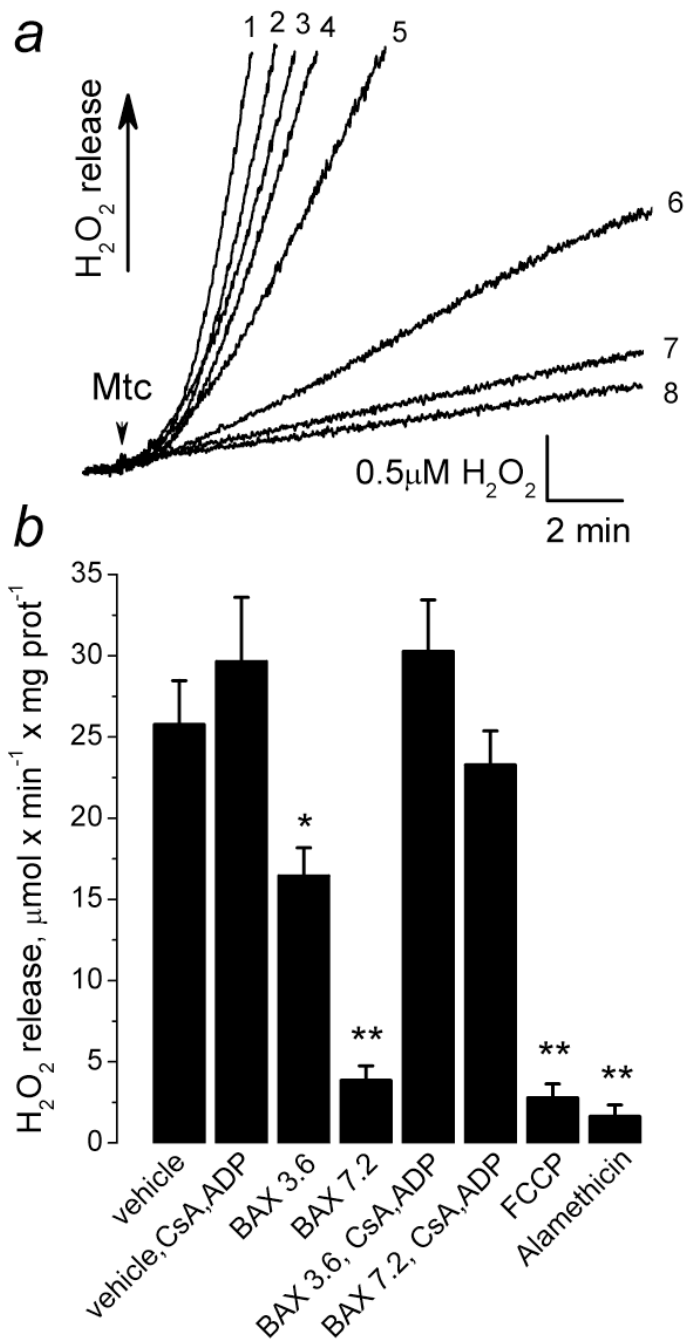 a
1 2 3 4 5
H₂O₂ release
6
7
8
Mtc
0.5μM H₂O₂
2 min
b
H₂O₂ release, μmol x min⁻¹ x mg prot⁻¹
35
30
25
20
15
10
5
0
*
**
**
**
vehicle
vehicle, CsA,ADP
BAX 3.6
BAX 7.2
BAX 3.6, CsA,ADP
BAX 7.2, CsA,ADP
FCCP
Alamethicin